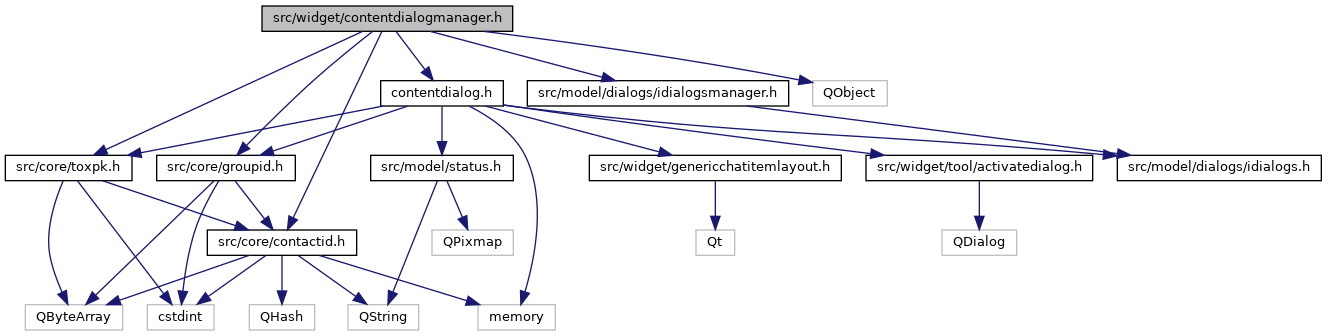 src/widget/contentdialogmanager.h
contentdialog.h
src/model/dialogs/idialogsmanager.h
QObject
src/core/toxpk.h
src/core/groupid.h
src/model/status.h
src/widget/genericchatitemlayout.h
src/widget/tool/activatedialog.h
src/model/dialogs/idialogs.h
src/core/contactid.h
QPixmap
Qt
QDialog
QByteArray
cstdint
QHash
QString
memory